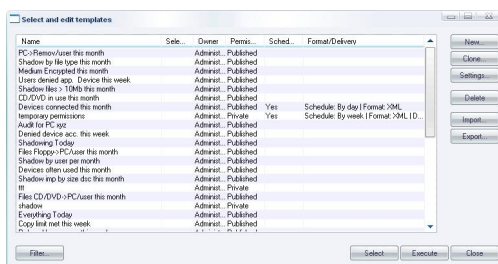 Select and edit templates
Name Sele... Owner Permis... Sched... Format/Delivery
PC->Remov/user this month Administ... Published
Shadow by file type this month Administ... Published
Medium Encrypted this month Administ... Published
Users denied app. Device this week Administ... Published
Shadow files > 10Mb this month Administ... Published
CD/DVD in use this month Administ... Published
Devices connected this month Administ... Published Yes Schedule: By day | Format: XML
temporary permissions Administ... Private Yes Schedule: By week | Format: XML | D...
Audit for PC xyz Administ... Published
Denied device acc. this week Administ... Published
Shadowing Today Administ... Published
Files Floppy->PC/user this month Administ... Published
Shadow by user per month Administ... Published
Devices often used this month Administ... Published
Shadow imp by size dsc this month Administ... Published
ttt Administ... Private
Files CD/DVD->PC/user this month Administ... Published
shadow Administ... Private
Everything Today Administ... Published
Copy limit met this week Administ... Published
New...
Clone...
Settings...
Delete
Import...
Export...
Filter...
Select
Execute
Close